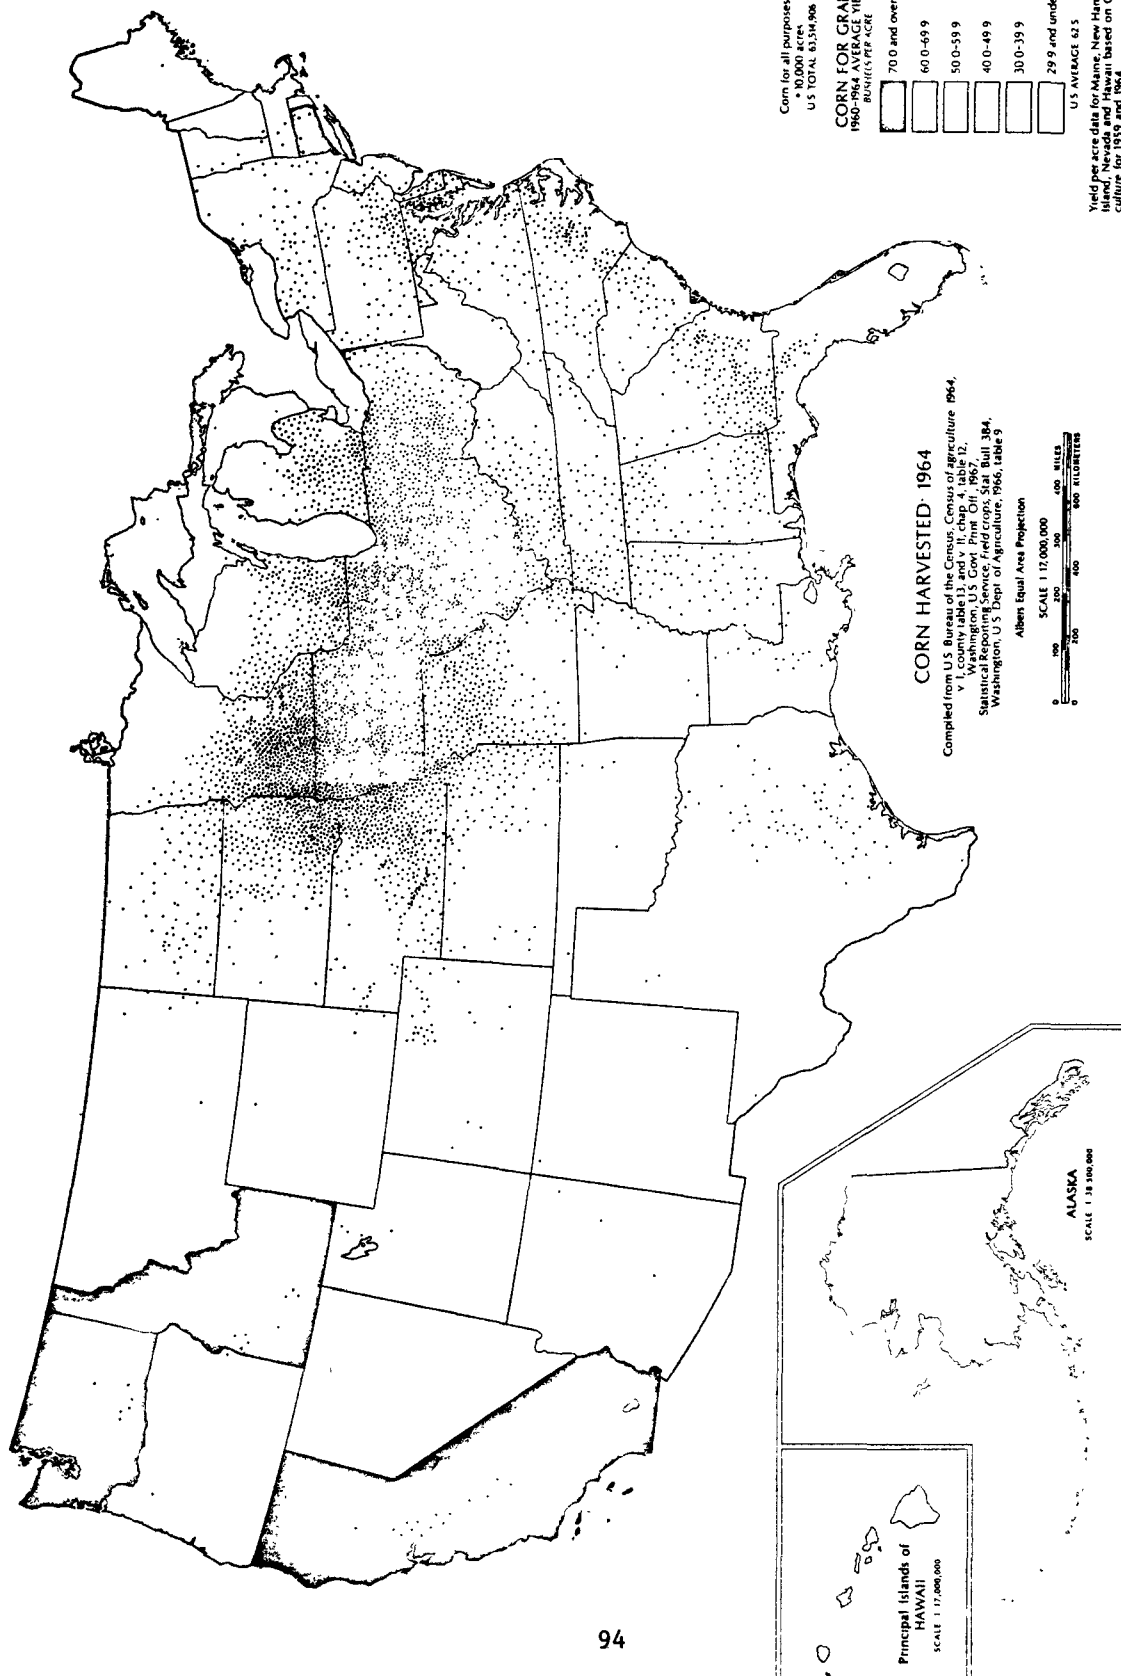 CORN HARVESTED · 1964
Compiled from U S Bureau of the Census, Census of agriculture 1964,
v I, county table 13, and v II, chap 4, table 12,
Washington, U S Govt Print Off, 1967,
Statistical Reporting Service, Field crops, Stat Bull 384,
Washington, U S Dept of Agriculture, 1966, table 9
Albers Equal Area Projection
SCALE 1 17,000,000
0 100 200 300 400 MILES
0 200 400 600 KILOMETERS
Corn for all purposes
• 10,000 acres
U S TOTAL 63,514,906
CORN FOR GRA
1960-1964 AVERAGE YIE
BUSHELS PER ACRE
70 0 and over
60 0-69 9
50 0-59 9
40 0-49 9
30 0-39 9
29 9 and unde
U S AVERAGE 62 5
Yield per acre data for Maine, New Ham
Island, Nevada and Hawaii based on C
culture for 1959 and 1964
Principal Islands of
HAWAII
SCALE 1 17,000,000
ALASKA
SCALE 1 38 500,000
94